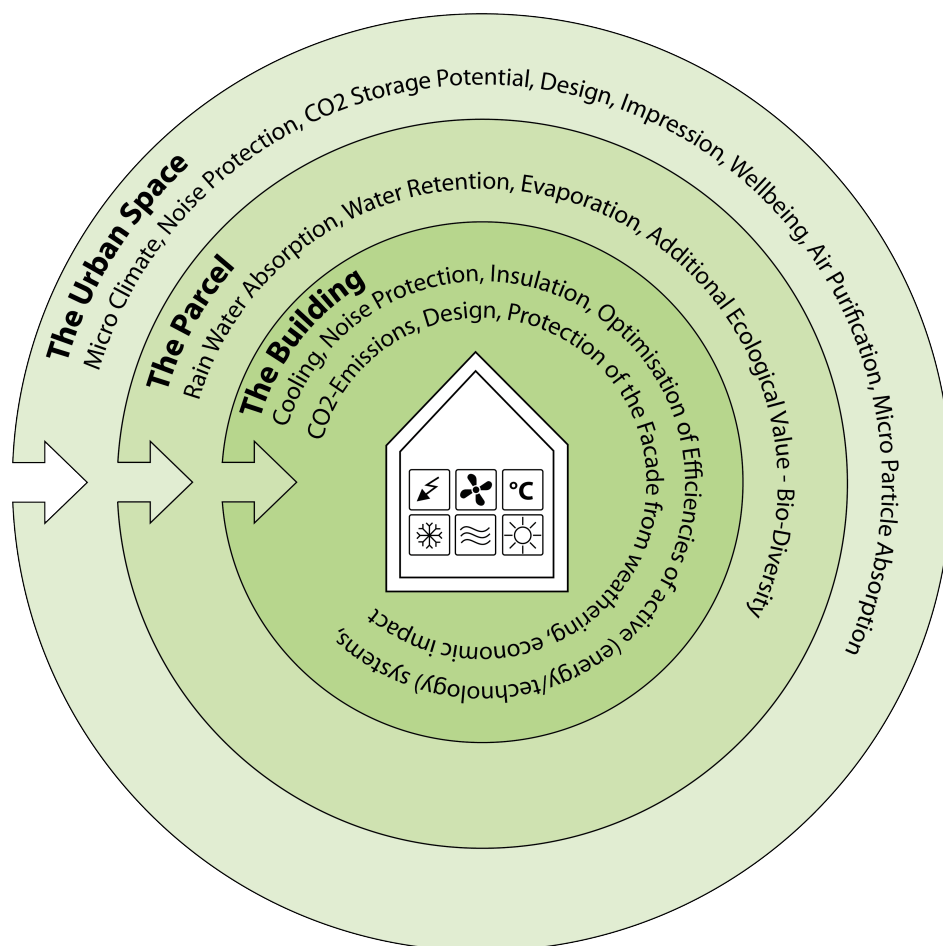 The Urban Space
Micro Climate, Noise Protection, CO2 Storage Potential, Design, Impression, Wellbeing, Air Purification, Micro Particle Absorption
The Parcel
Rain Water Absorption, Water Retention, Evaporation, Additional Ecological Value - Bio-Diversity
The Building
Cooling, Noise Protection, Insulation, Optimisation of Efficiencies of active (energy/technology) systems,
CO2-Emissions, Design, Protection of the Facade from weathering, economic impact
°C